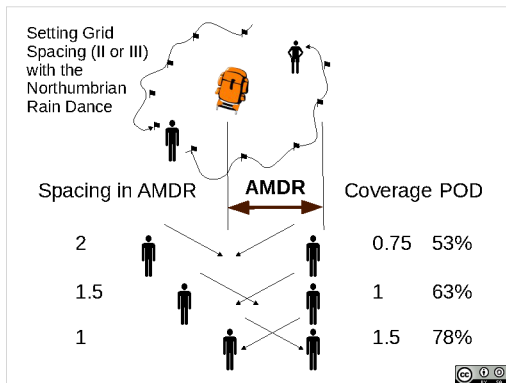 Setting Grid
Spacing (II or III)
with the
Northumbrian
Rain Dance
Spacing in AMDR AMDR Coverage POD
2 0.75 53%
1.5 1 63%
1 1.5 78%
cc